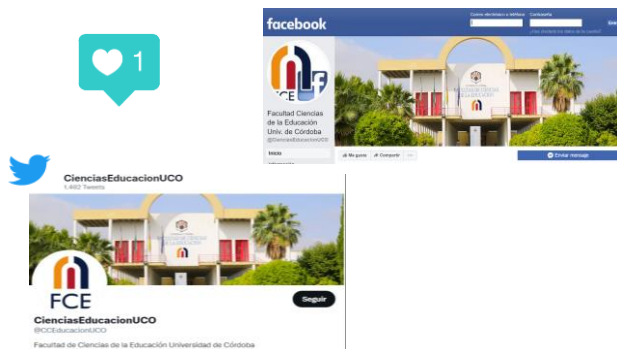 1
facebook
Correo electrónico o teléfono
Contraseña
FCE
Facultad Ciencias
de la Educación
Univ. de Córdoba
@CienciasEducacionUCO
Inicio
Me gusta
Compartir
Enviar mensaje
CienciasEducacionUCO
1.402 Tweets
FCE
Seguir
CienciasEducacionUCO
@CCEducacionUCO
Facultad de Ciencias de la Educación Universidad de Córdoba